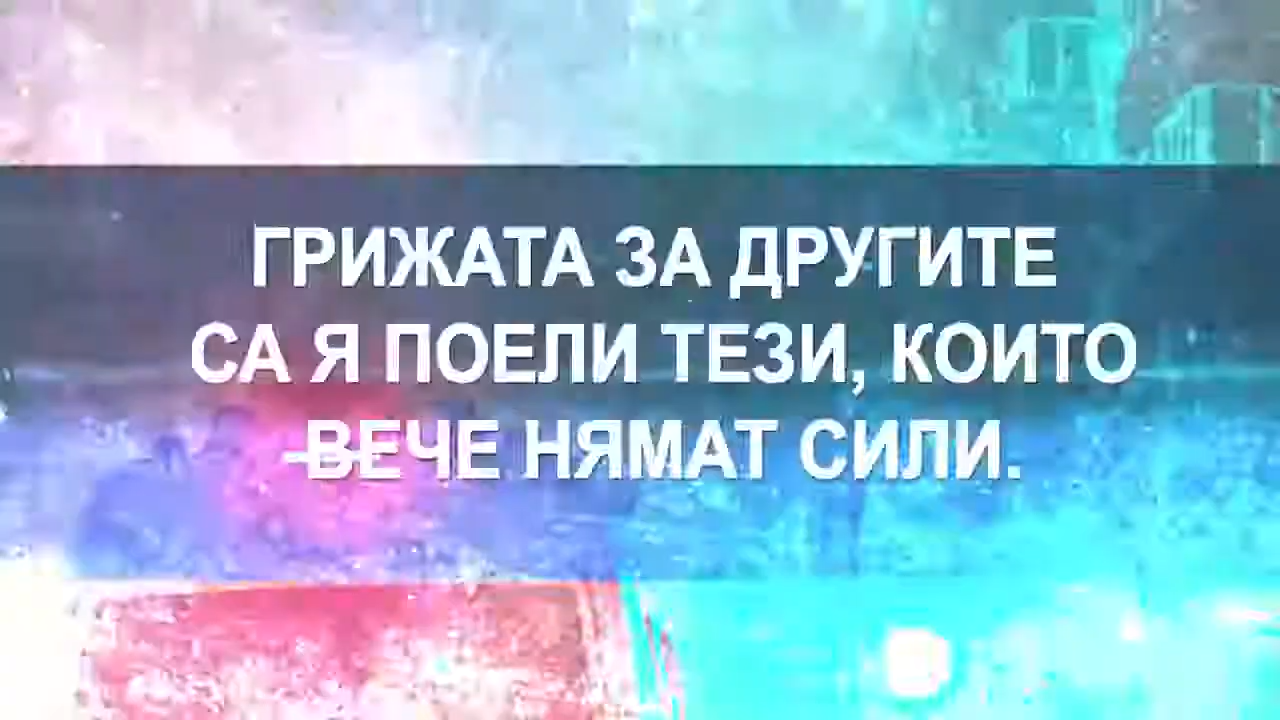 ГРИЖАТА ЗА ДРУГИТЕ
СА Я ПОЕЛИ ТЕЗИ, КОИТО
ВЕЧЕ НЯМАТ СИЛИ.